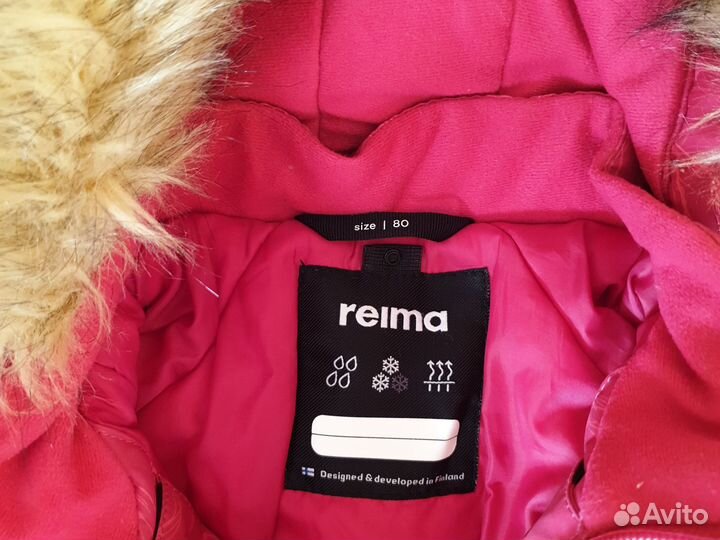 size | 80
reima
Designed & developed in Finland
Avito